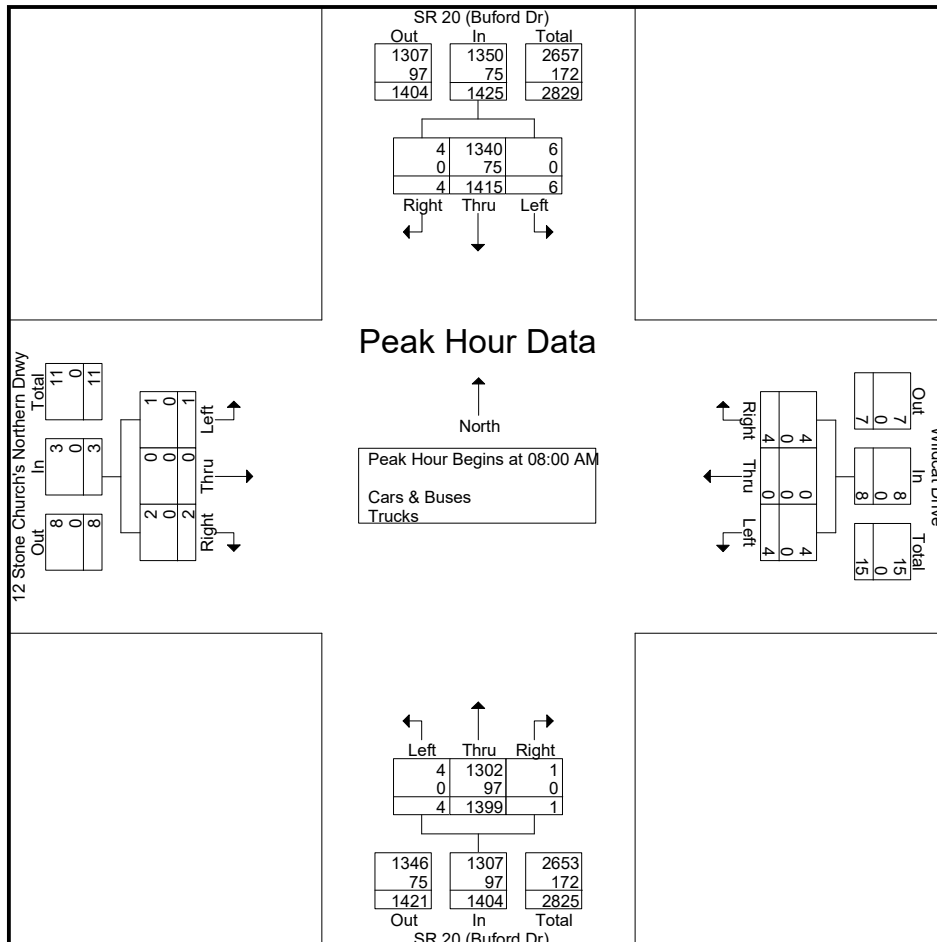 SR 20 (Buford Dr)
Out In Total
1307 1350 2657
97 75 172
1404 1425 2829
4 1340 6
0 75 0
4 1415 6
Right Thru Left
Peak Hour Data
North
Peak Hour Begins at 08:00 AM
Cars & Buses
Trucks
12 Stone Church's Northern Drwy
Out In Total
8 3 11
0 0 0
8 3 11
Right Thru Left
2 0 1
0 0 0
2 0 1
Wildcat Drive
Out In Total
7 8 15
0 0 0
7 8 15
Right Thru Left
4 0 4
0 0 0
4 0 4
Left Thru Right
4 1302 1
0 97 0
4 1399 1
1346 1307 2653
75 97 172
1421 1404 2825
Out In Total
SR 20 (Buford Dr)